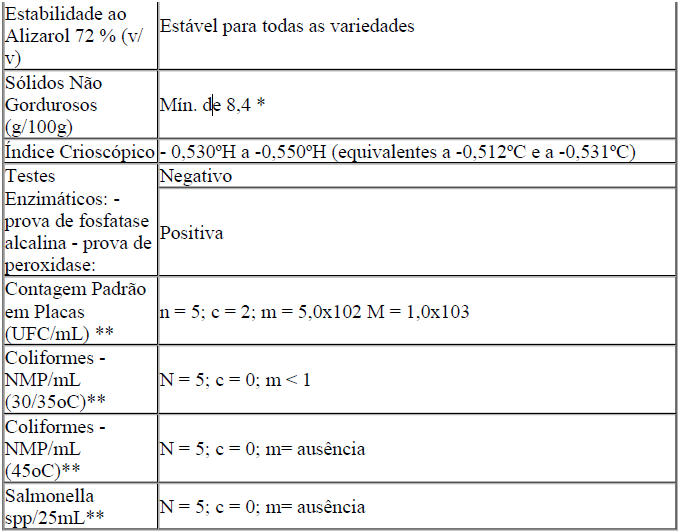 Estabilidade ao
Alizarol 72 % (v/
v)
Estável para todas as variedades
Sólidos Não
Gordurosos
(g/100g)
Mín. de 8,4 *
Índice Crioscópico
- 0,530ºH a -0,550ºH (equivalentes a -0,512ºC e a -0,531ºC)
Testes
Enzimáticos: -
prova de fosfatase
alcalina - prova de
peroxidase:
Negativo
Positiva
Contagem Padrão
em Placas
(UFC/mL) **
n = 5; c = 2; m = 5,0x102 M = 1,0x103
Coliformes -
NMP/mL
(30/35oC)**
N = 5; c = 0; m < 1
Coliformes -
NMP/mL
(45oC)**
N = 5; c = 0; m= ausência
Salmonella
spp/25mL**
N = 5; c = 0; m= ausência